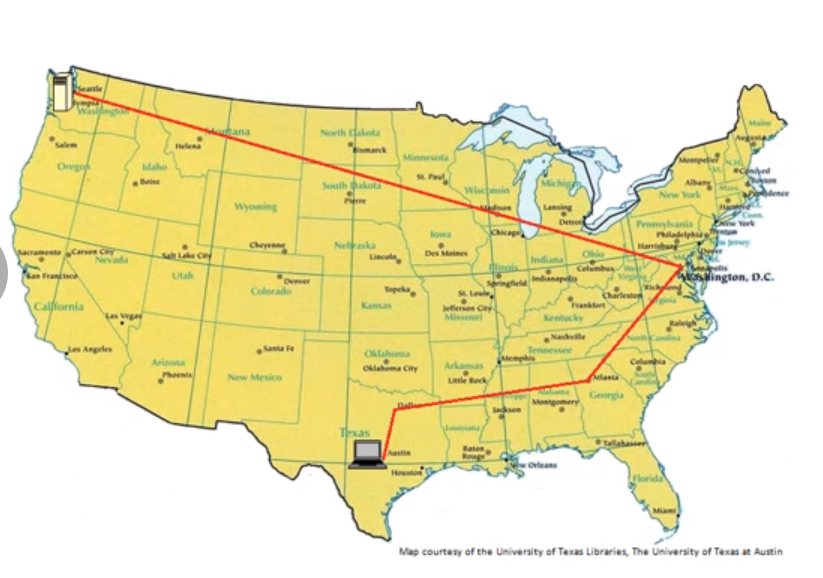 Seattle
Washington
Montana
Helena
North Dakota
Bismarck
Minnesota
St. Paul
Wisconsin
Madison
Michigan
Lansing
Detroit
Maine
Augusta
Montpelier
N.H.
Concord
Boston
Mass.
Providence
Albany
New York
Hartford
Conn.
New York
Salem
Oregon
Idaho
Boise
Wyoming
Cheyenne
South Dakota
Pierre
Nebraska
Lincoln
Iowa
Des Moines
Chicago
Illinois
Springfield
Indiana
Indianapolis
Ohio
Columbus
Pennsylvania
Harrisburg
Philadelphia
Trenton
New Jersey
Dover
Annapolis
Washington, D.C.
West
Virginia
Charleston
Richmond
Sacramento
Carson City
San Francisco
Nevada
Salt Lake City
Utah
Colorado
Denver
Kansas
Topeka
St. Louis
Jefferson City
Missouri
Kentucky
Frankfort
California
Las Vegas
Los Angeles
Arizona
Phoenix
Santa Fe
New Mexico
Oklahoma
Oklahoma City
Arkansas
Little Rock
Memphis
Nashville
Tennessee
Raleigh
North Carolina
Columbia
South
Carolina
Atlanta
Georgia
Alabama
Montgomery
Jackson
Texas
Austin
Houston
Louisiana
Baton
Rouge
New Orleans
Tallahassee
Florida
Miami
Map courtesy of the University of Texas Libraries, The University of Texas at Austin